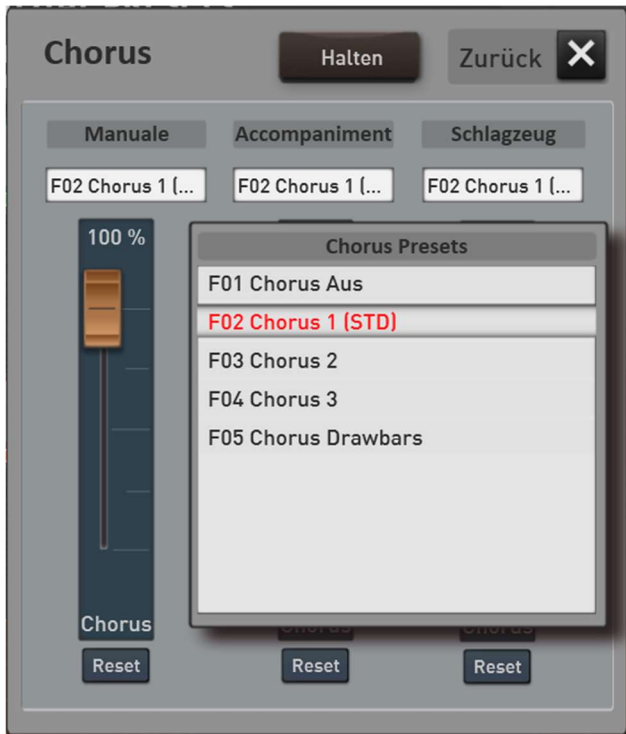 Chorus
Halten
Zurück
Manuale
Accompaniment
Schlagzeug
F02 Chorus 1 (...
F02 Chorus 1 (...
F02 Chorus 1 (...
100 %
Chorus Presets
F01 Chorus Aus
F02 Chorus 1 (STD)
F03 Chorus 2
F04 Chorus 3
F05 Chorus Drawbars
Chorus
Reset
Reset
Reset